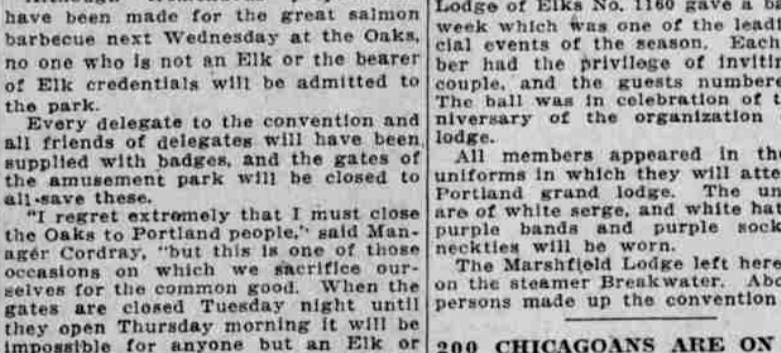 have been made for the great salmon
barbecue next Wednesday at the Oaks,
no one who is not an Elk or the bearer
of Elk credentials will be admitted to
the park.
Every delegate to the convention and
all friends of delegates will have been
supplied with badges, and the gates of
the amusement park will be closed to
all save these.
"I regret extremely that I must close
the Oaks to Portland people," said Man-
ager Cordray, "but this is one of those
occasions on which we sacrifice our-
selves for the common good. When the
gates are closed Tuesday night until
they open Thursday morning it will be
impossible for anyone but an Elk or
Lodge of Elks No. 1160 gave a ba
week which was one of the leadi
cial events of the season. Each
ber had the privilege of invitin
couple, and the guests numbere
The ball was in celebration of t
niversary of the organization
lodge.
All members appeared in the
uniforms in which they will atte
Portland grand lodge. The un
are of white serge, and white hat
purple bands and purple sock
neckties will be worn.
The Marshfield Lodge left here
on the steamer Breakwater. Abo
persons made up the convention
200 CHICAGOANS ARE ON